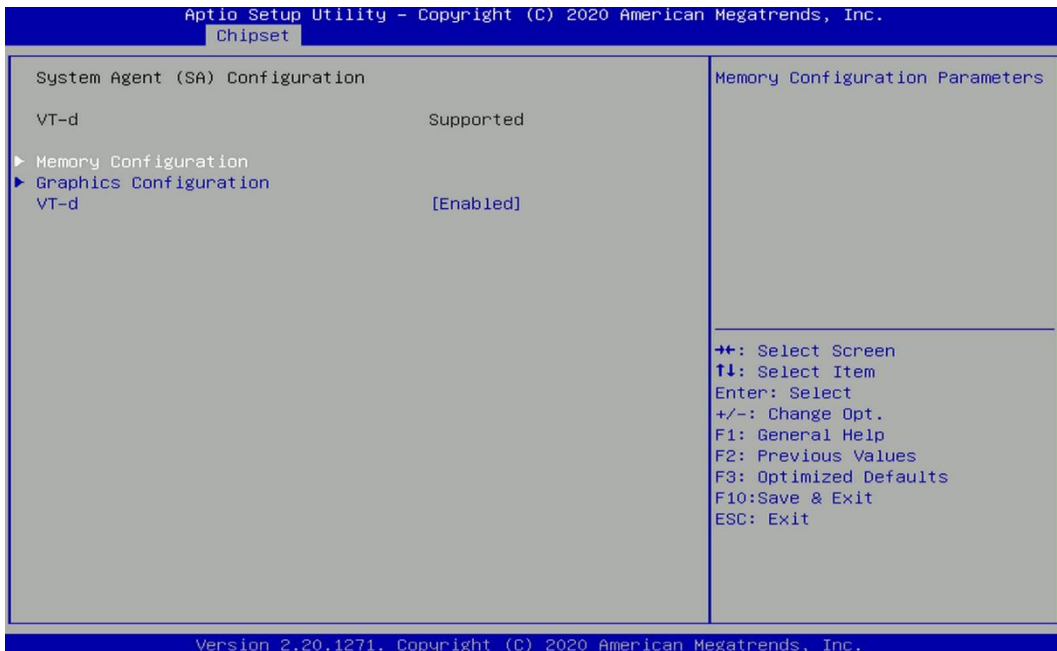 Aptio Setup Utility – Copyright (C) 2020 American Megatrends, Inc.
Chipset
System Agent (SA) Configuration
VT-d Supported
► Memory Configuration
► Graphics Configuration
VT-d [Enabled]
Memory Configuration Parameters
→←: Select Screen
↑↓: Select Item
Enter: Select
+/-: Change Opt.
F1: General Help
F2: Previous Values
F3: Optimized Defaults
F10:Save & Exit
ESC: Exit
Version 2.20.1271. Copyright (C) 2020 American Megatrends, Inc.